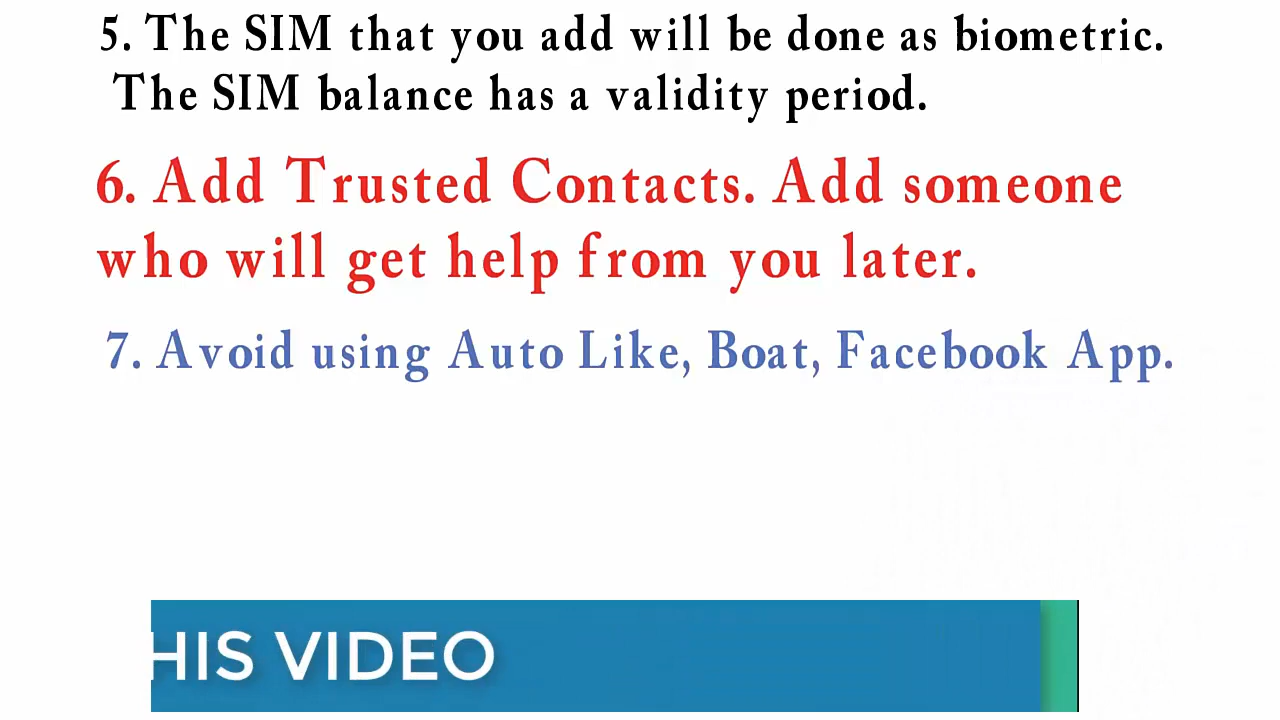 5. The SIM that you add will be done as biometric.
The SIM balance has a validity period.
6. Add Trusted Contacts. Add someone
who will get help from you later.
7. Avoid using Auto Like, Boat, Facebook App.
HIS VIDEO